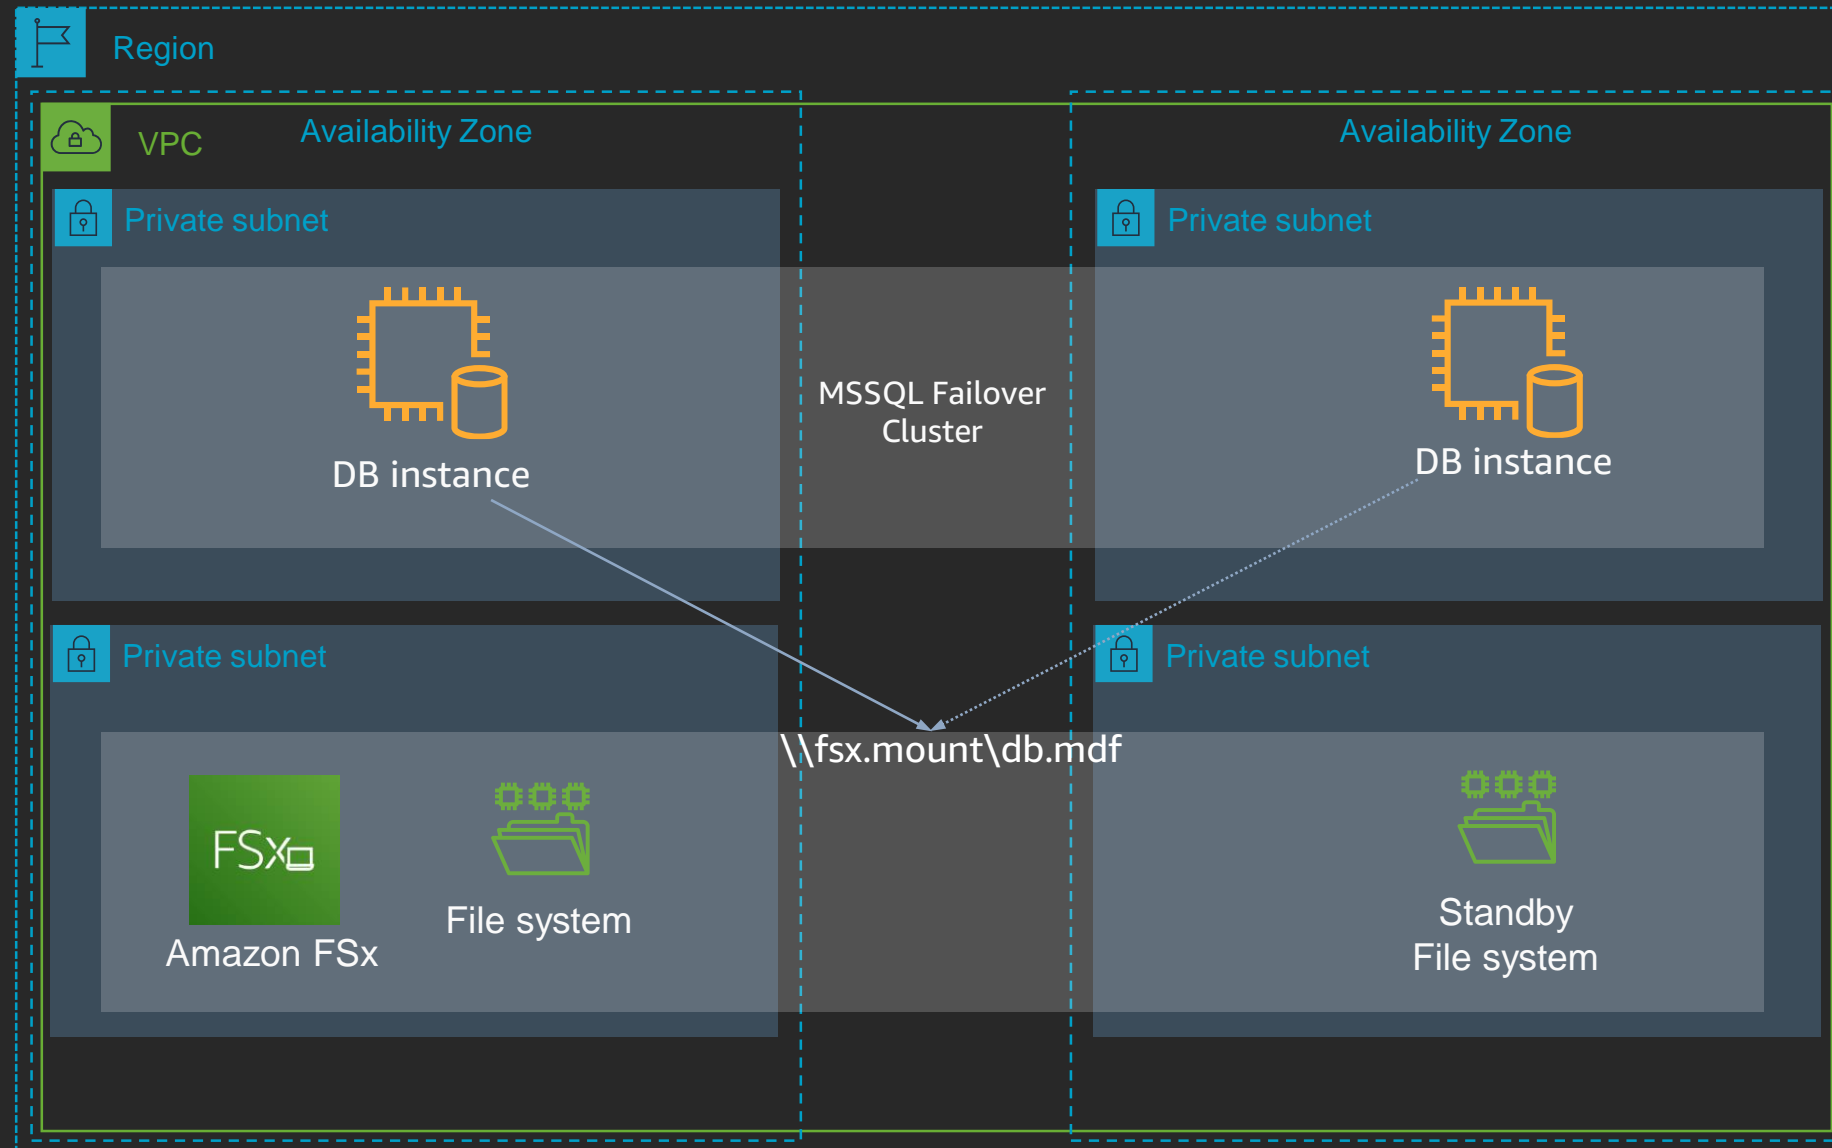 Region
VPC
Availability Zone
Availability Zone
Private subnet
Private subnet
MSSQL Failover
Cluster
DB instance
DB instance
Private subnet
Private subnet
\\fsx.mount\db.mdf
FSx
Amazon FSx
File system
Standby
File system